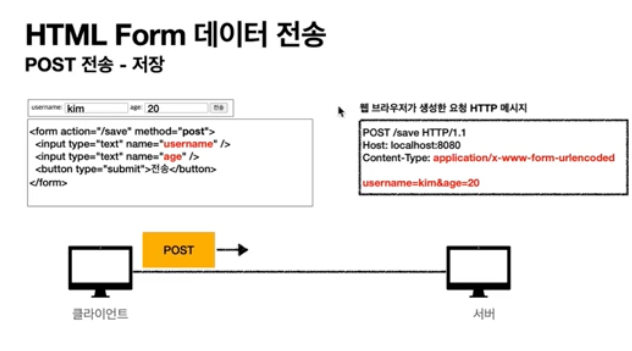 HTML Form 데이터 전송
POST 전송 - 저장
username: kim age: 20 전송
<form action="/save" method="post">
<input type="text" name="username" />
<input type="text" name="age" />
<button type="submit">전송</button>
</form>
웹 브라우저가 생성한 요청 HTTP 메시지
POST /save HTTP/1.1
Host: localhost:8080
Content-Type: application/x-www-form-urlencoded
username=kim&age=20
POST
클라이언트
서버